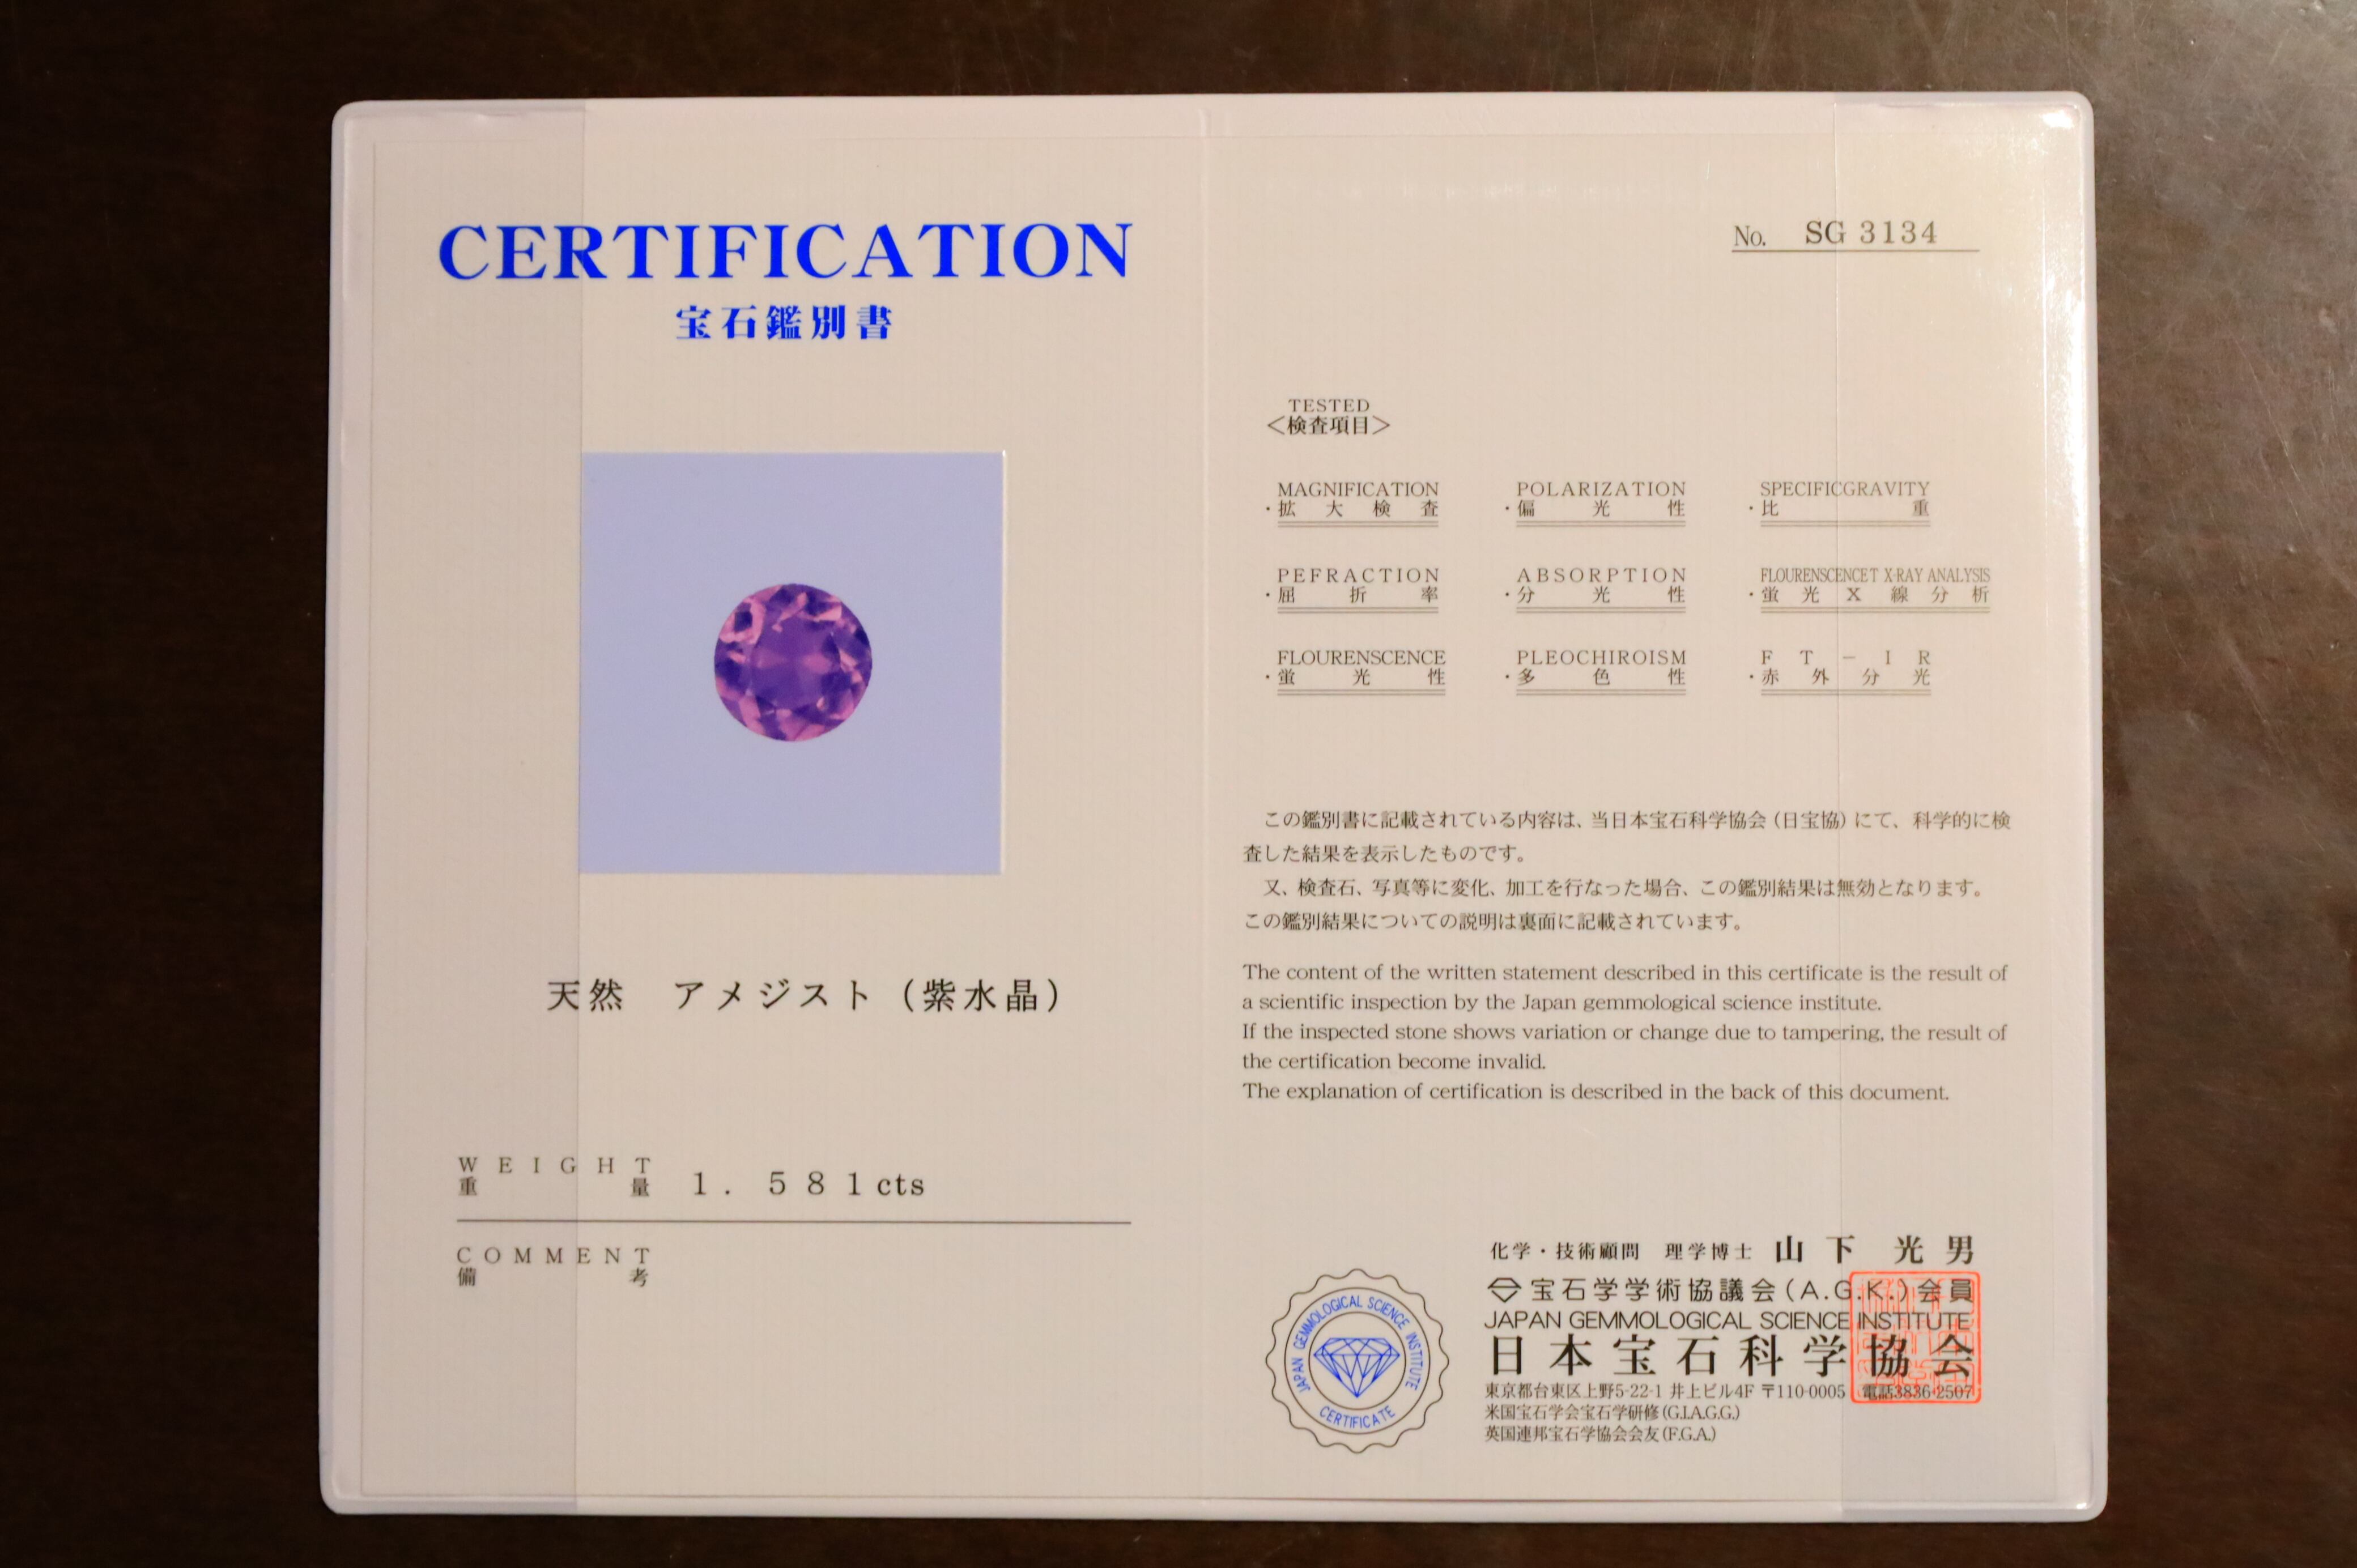 CERTIFICATION
宝石鑑別書
天然　アメジスト（紫水晶）
WEIGHT
重量 1.581cts
COMMENT
備考
No. SG 3134
TESTED
＜検査項目＞
MAGNIFICATION POLARIZATION SPECIFICGRAVITY
・拡大検査 ・偏光性 ・比重
PEFRACTION ABSORPTION FLOURENSCENCET X-RAY ANALYSIS
・屈折率 ・分光性 ・蛍光X線分析
FLOURENSCENCE PLEOCHIROISM FT-IR
・蛍光性 ・多色性 ・赤外分光
この鑑別書に記載されている内容は、当日本宝石科学協会（日宝協）にて、科学的に検
査した結果を表示したものです。
又、検査石、写真等に変化、加工を行なった場合、この鑑別結果は無効となります。
この鑑別結果についての説明は裏面に記載されています。
The content of the written statement described in this certificate is the result of
a scientific inspection by the Japan gemmological science institute.
If the inspected stone shows variation or change due to tampering, the result of
the certification become invalid.
The explanation of certification is described in the back of this document.
化学・技術顧問　理学博士　山下　光男
宝石学学術協議会（A.G.K.）会員
JAPAN GEMMOLOGICAL SCIENCE INSTITUTE
日本宝石科学協会
東京都台東区上野5-22-1 井上ビル4F 〒110-0005　電話3836-2507
米国宝石学会宝石学研修（G.I.A.G.G.）
英国連邦宝石学協会会友（F.G.A.）
JAPAN GEMMOLOGICAL SCIENCE INSTITUTE
CERTIFICATE